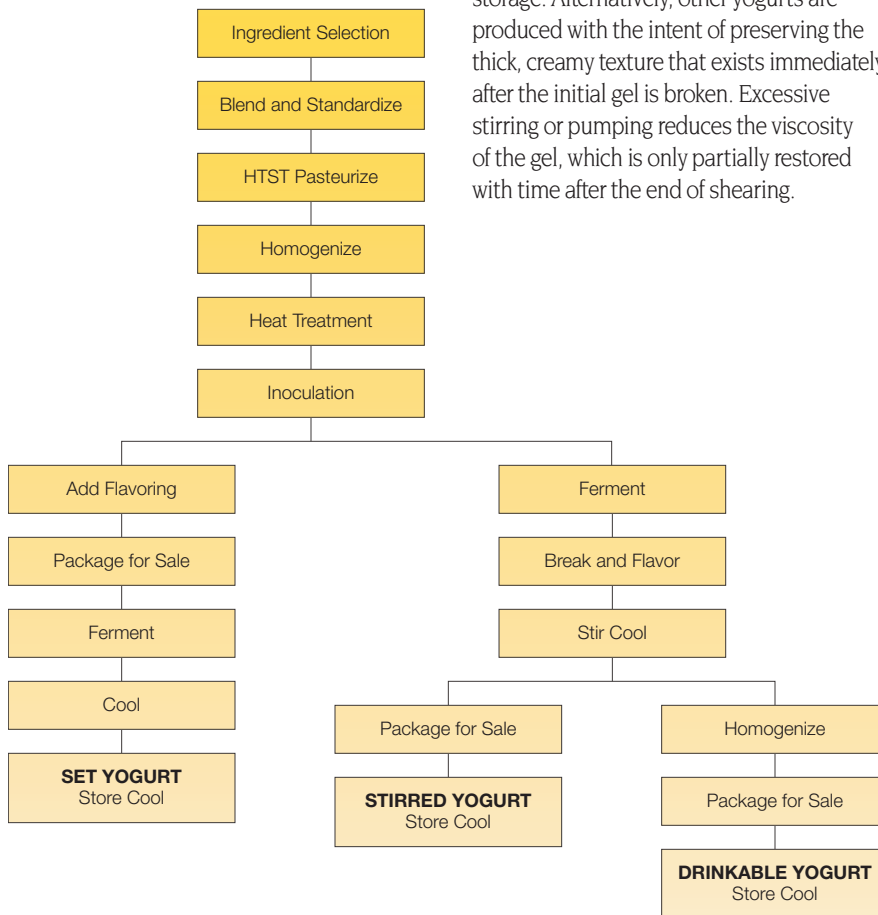 storage. Alternatively, other yogurts are
produced with the intent of preserving the
thick, creamy texture that exists immediately
after the initial gel is broken. Excessive
stirring or pumping reduces the viscosity
of the gel, which is only partially restored
with time after the end of shearing.
Ingredient Selection
Blend and Standardize
HTST Pasteurize
Homogenize
Heat Treatment
Inoculation
Add Flavoring
Package for Sale
Ferment
Cool
SET YOGURT
Store Cool
Ferment
Break and Flavor
Stir Cool
Package for Sale
STIRRED YOGURT
Store Cool
Homogenize
Package for Sale
DRINKABLE YOGURT
Store Cool